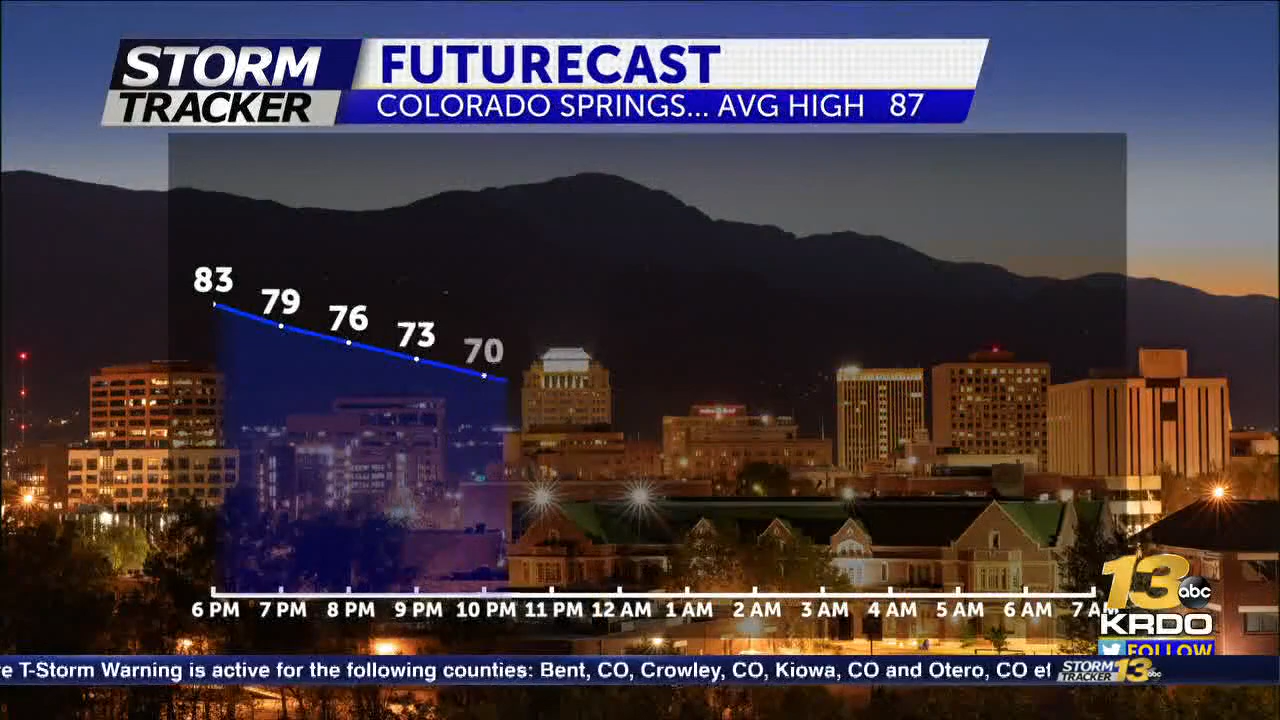 STORM
TRACKER
FUTURECAST
COLORADO SPRINGS... AVG HIGH 87
83
79
76
73
70
6 PM 7 PM 8 PM 9 PM 10 PM 11 PM 12 AM 1 AM 2 AM 3 AM 4 AM 5 AM 6 AM 7 AM
13 abc
KRDO
FOLLOW
e T-Storm Warning is active for the following counties: Bent, CO, Crowley, CO, Kiowa, CO and Otero, CO et
STORM
TRACKER 13 abc